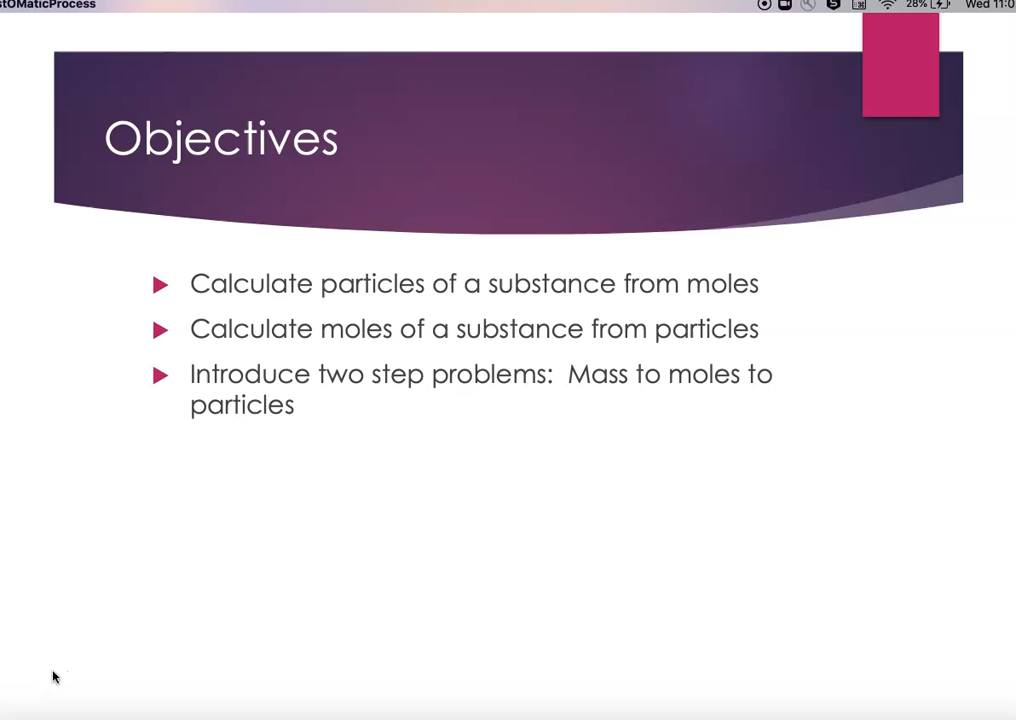 stOMaticProcess 28% Wed 11:0
Objectives
Calculate particles of a substance from moles
Calculate moles of a substance from particles
Introduce two step problems: Mass to moles to
particles